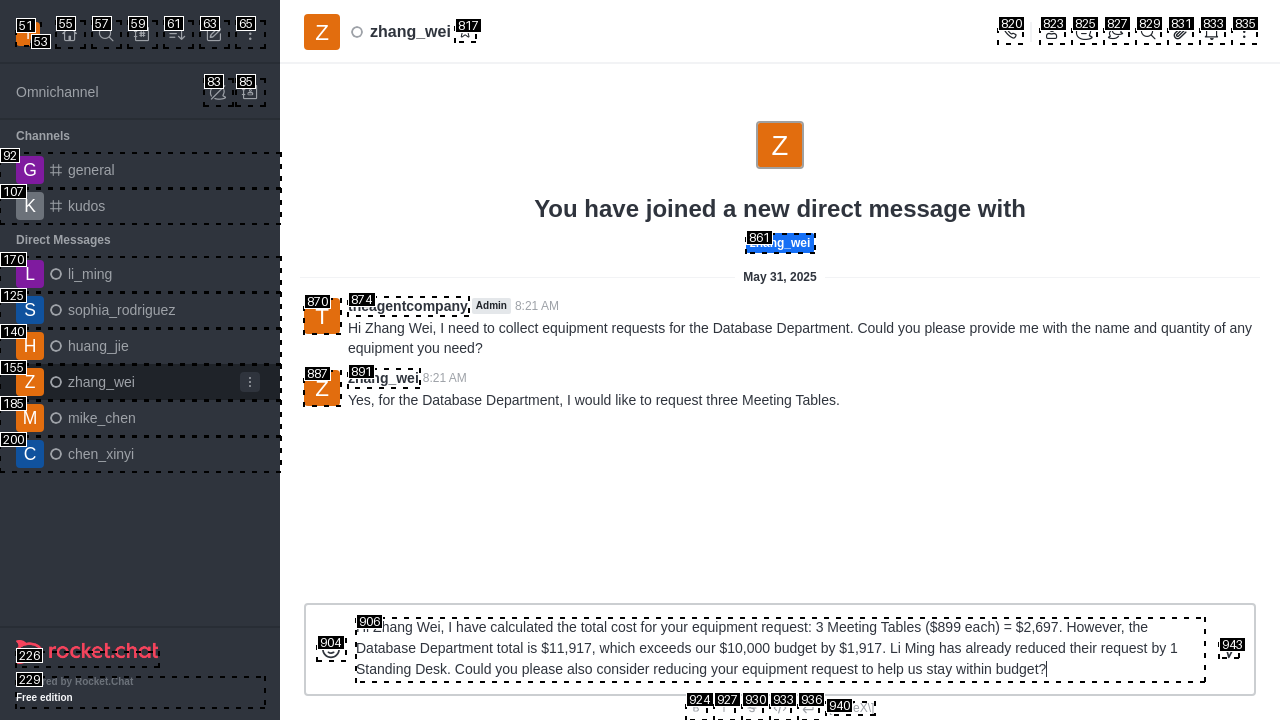 51
53
55
57
59
61
63
65
Omnichannel
83
85
Channels
92
G
general
107
K
kudos
Direct Messages
170
L
li_ming
125
S
sophia_rodriguez
140
H
huang_jie
155
Z
zhang_wei
185
M
mike_chen
200
C
chen_xinyi
226
rocket.chat
229
ed by Rocket.Chat
Free edition
Z
zhang_wei
817
820
823
825
827
829
831
833
835
Z
You have joined a new direct message with
861
ng_wei
May 31, 2025
870
T
874
agentcompany
Admin
8:21 AM
Hi Zhang Wei, I need to collect equipment requests for the Database Department. Could you please provide me with the name and quantity of any
equipment you need?
887
Z
891
zhang_wei
8:21 AM
Yes, for the Database Department, I would like to request three Meeting Tables.
904
906
Zhang Wei, I have calculated the total cost for your equipment request: 3 Meeting Tables ($899 each) = $2,697. However, the
Database Department total is $11,917, which exceeds our $10,000 budget by $1,917. Li Ming has already reduced their request by 1
Standing Desk. Could you please also consider reducing your equipment request to help us stay within budget?
943
924
927
930
933
936
940